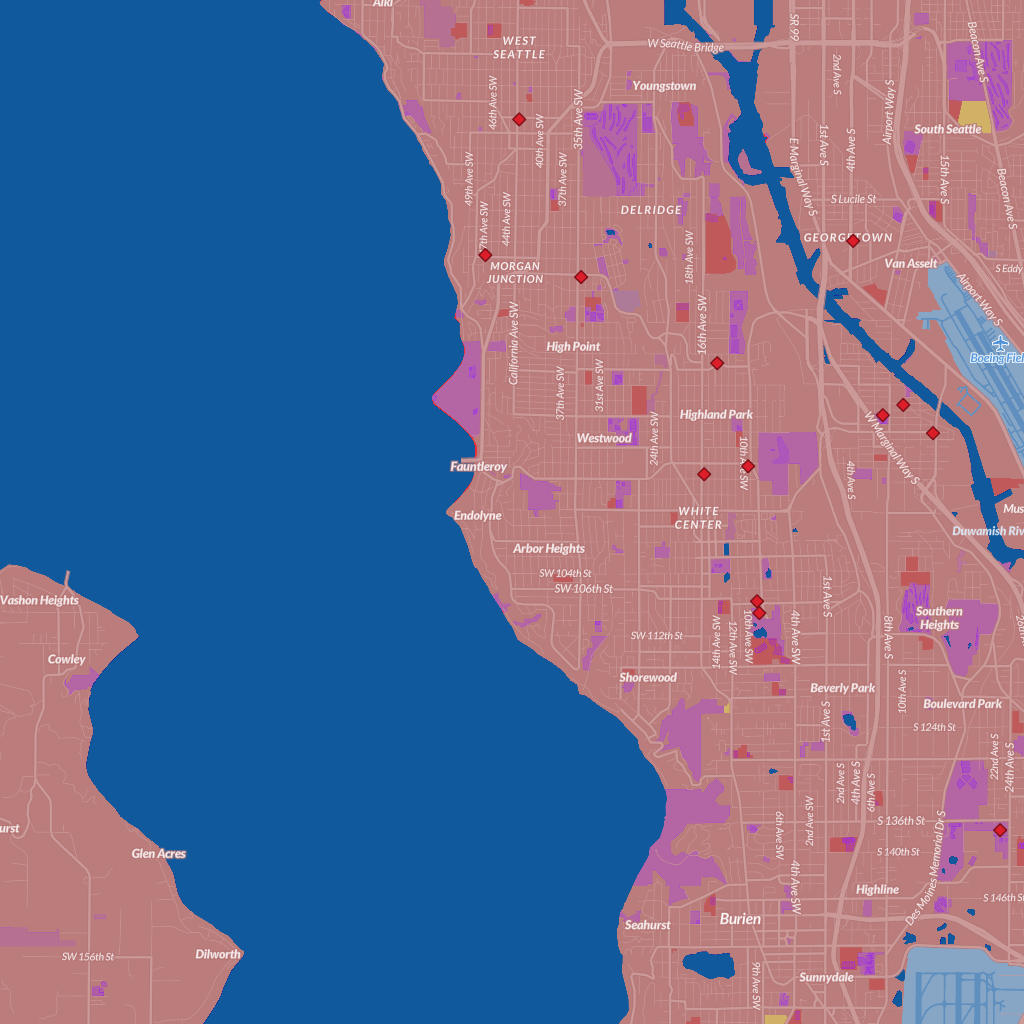 Alki
WEST
SEATTLE
W Seattle Bridge
SR 99
2nd Ave S
Beacon Ave S
Youngstown
46th Ave SW
35th Ave SW
40th Ave SW
Airport Way S
South Seattle
1st Ave S
4th Ave S
E Marginal Way S
49th Ave SW
37th Ave SW
15th Ave S
Beacon Ave S
S Lucile St
44th Ave SW
DELRIDGE
GEORGETOWN
18th Ave SW
Van Asselt
S Eddy
MORGAN
JUNCTION
Airport Way S
16th Ave SW
California Ave SW
High Point
Boeing Fiel
37th Ave SW
31st Ave SW
Highland Park
24th Ave SW
Westwood
W Marginal Way S
10th Ave SW
4th Ave S
Fauntleroy
Endolyne
WHITE
CENTER
Mus
Duwamish Riv
Arbor Heights
SW 104th St
SW 106th St
Vashon Heights
1st Ave S
Southern
Heights
14th Ave SW
12th Ave SW
10th Ave SW
4th Ave SW
8th Ave S
SW 112th St
Cowley
Shorewood
Beverly Park
10th Ave S
Boulevard Park
1st Ave S
S 124th St
22nd Ave S
24th Ave S
2nd Ave S
4th Ave S
6th Ave S
urst
6th Ave SW
2nd Ave SW
S 136th St
Des Moines Memorial Dr S
Glen Acres
S 140th St
4th Ave SW
Highline
S 146th St
Seahurst
Burien
SW 156th St
Dilworth
9th Ave SW
Sunnydale